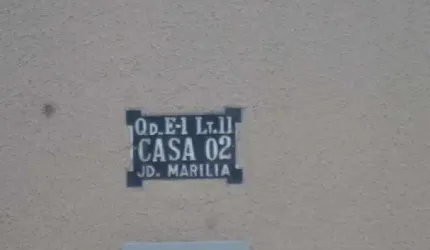 QD. E-1 LT. 11
CASA 02
JD. MARILIA